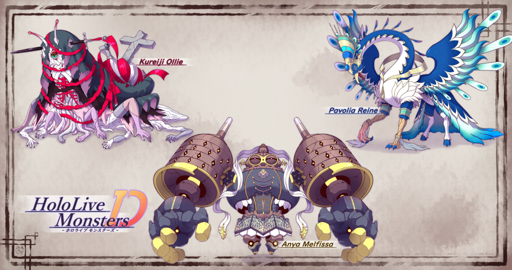 Kureiji Ollie
Pavolia Reine
HoloLive
Monsters ID
- ホロライブ モンスターズ -
Anya Melfissa